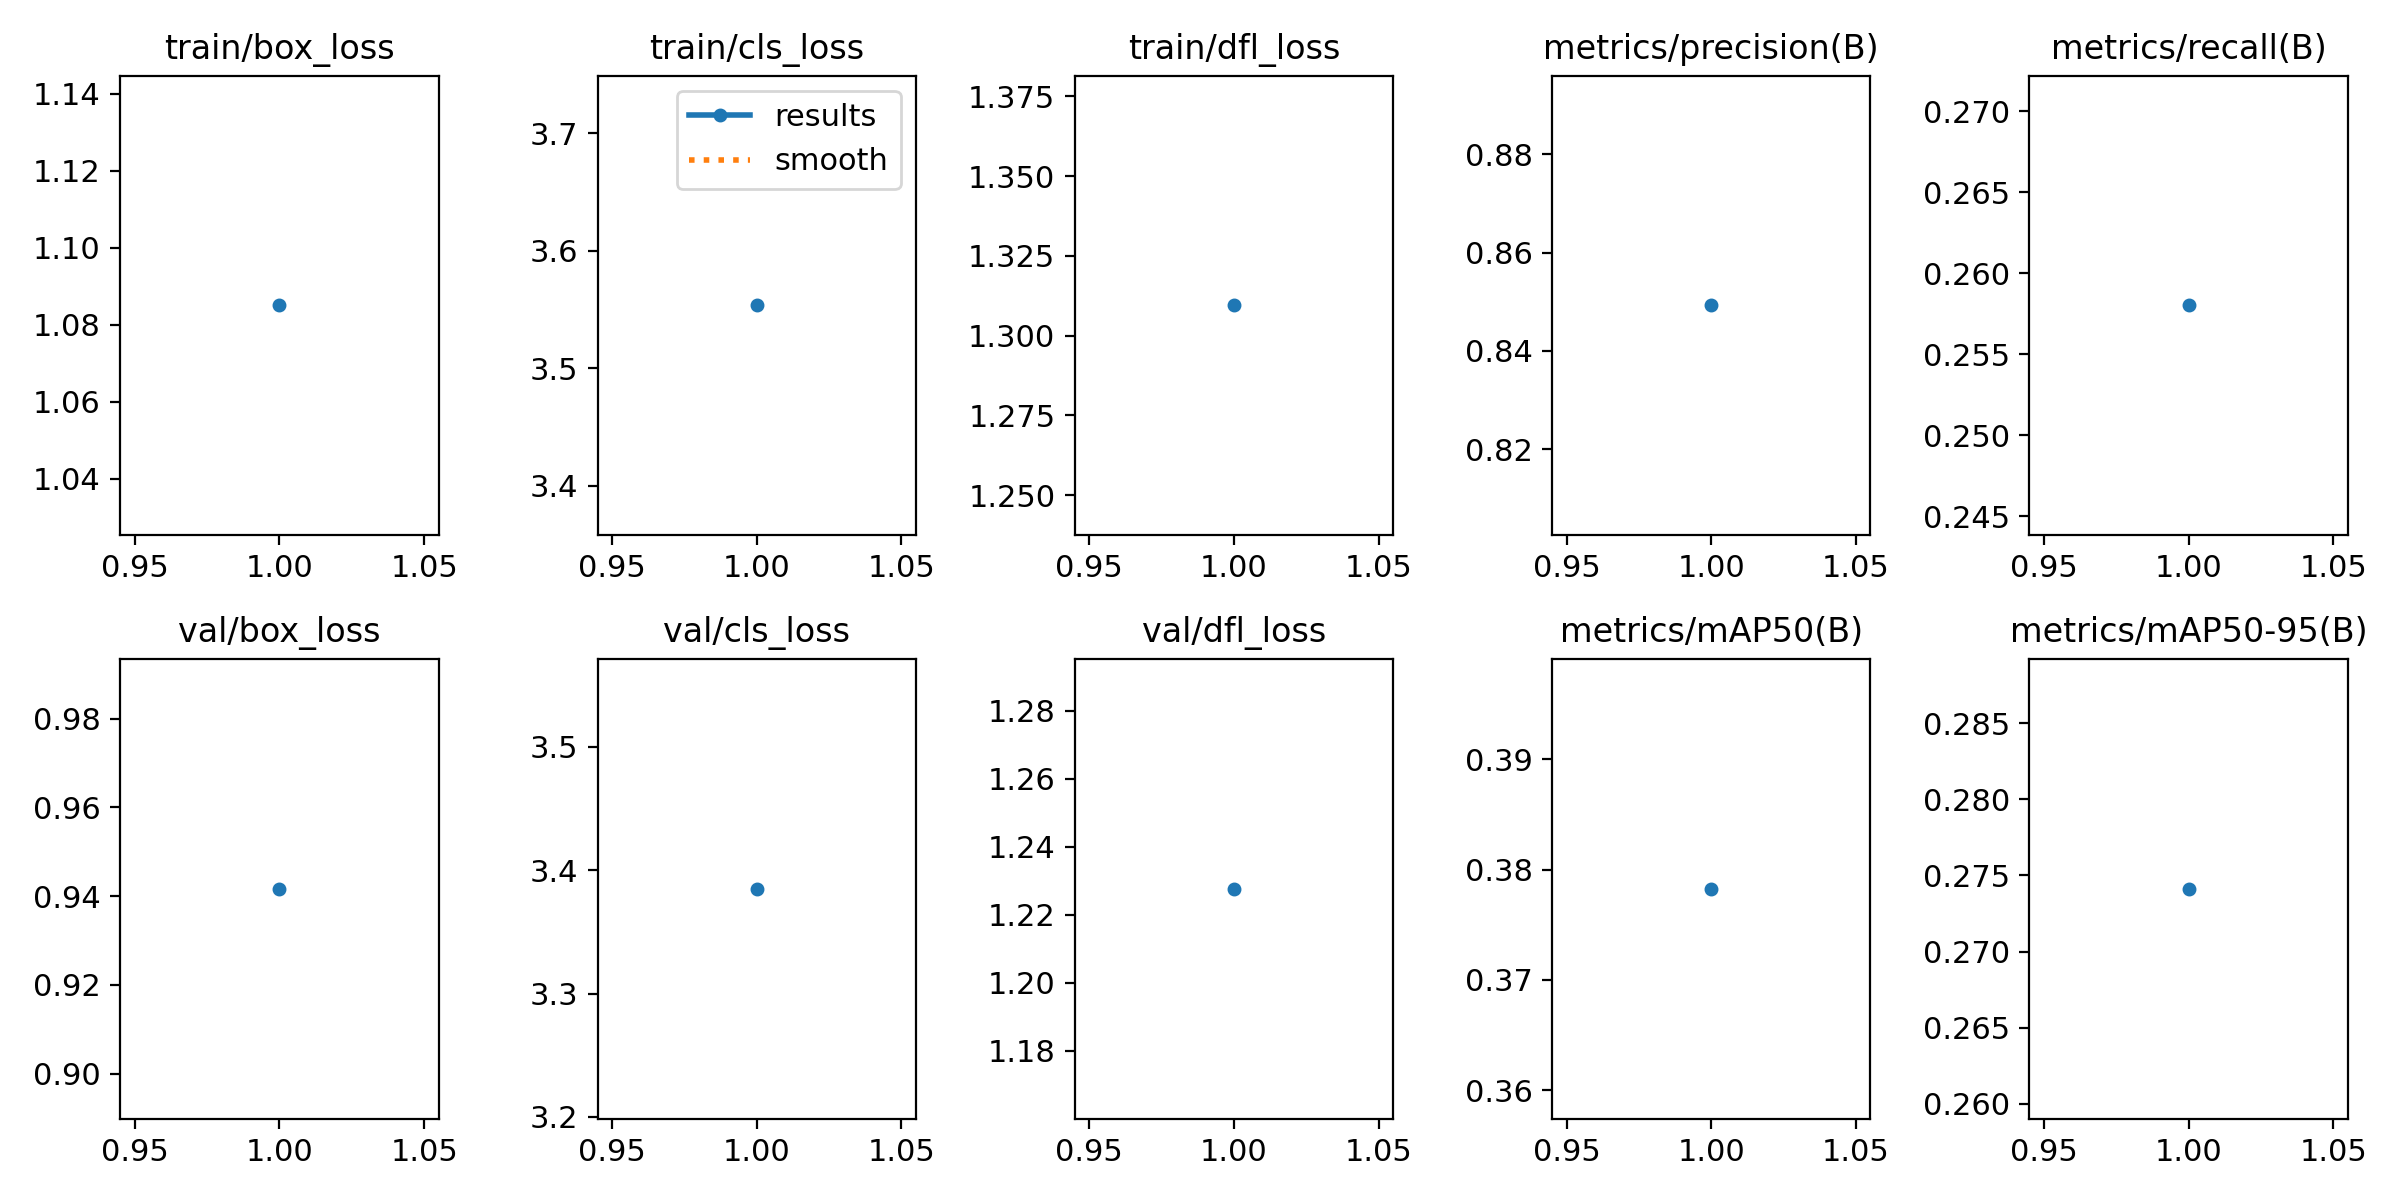 train/box_loss
1.14
1.12
1.10
1.08
1.06
1.04
0.95 1.00 1.05
train/cls_loss
results
smooth
3.7
3.6
3.5
3.4
0.95 1.00 1.05
train/dfl_loss
1.375
1.350
1.325
1.300
1.275
1.250
0.95 1.00 1.05
metrics/precision(B)
0.88
0.86
0.84
0.82
0.95 1.00 1.05
metrics/recall(B)
0.270
0.265
0.260
0.255
0.250
0.245
0.95 1.00 1.05
val/box_loss
0.98
0.96
0.94
0.92
0.90
0.95 1.00 1.05
val/cls_loss
3.5
3.4
3.3
3.2
0.95 1.00 1.05
val/dfl_loss
1.28
1.26
1.24
1.22
1.20
1.18
0.95 1.00 1.05
metrics/mAP50(B)
0.39
0.38
0.37
0.36
0.95 1.00 1.05
metrics/mAP50-95(B)
0.285
0.280
0.275
0.270
0.265
0.260
0.95 1.00 1.05